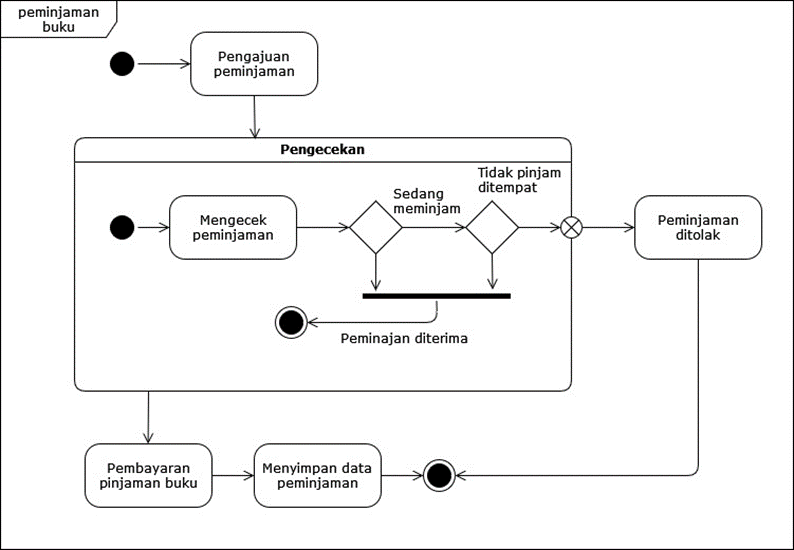 peminjaman
buku
Pengajuan
peminjaman
Pengecekan
Mengecek
peminjaman
Sedang
meminjam
Tidak pinjam
ditempat
Peminjaman
ditolak
Peminajan diterima
Pembayaran
pinjaman buku
Menyimpan data
peminjaman